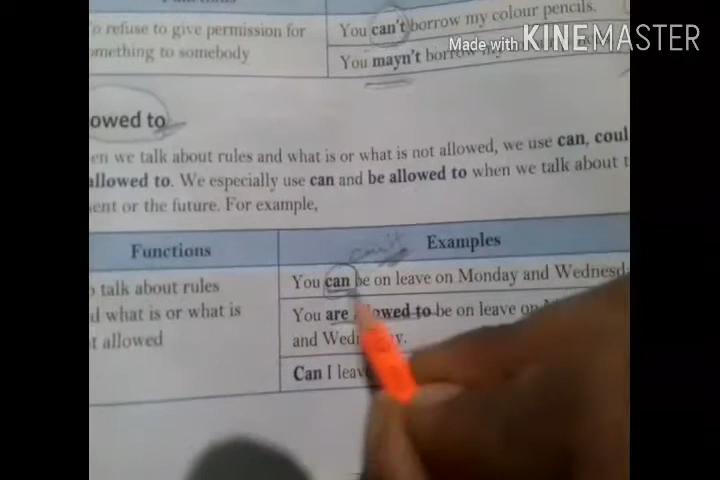 Functions
o refuse to give permission for
omething to somebody
You can't borrow my colour pencils.
You mayn't borrow my
Made with KINEMASTER
owed to
en we talk about rules and what is or what is not allowed, we use can, coul
allowed to. We especially use can and be allowed to when we talk about t
ent or the future. For example,
Functions
Examples
can't
talk about rules
d what is or what is
t allowed
You can be on leave on Monday and Wednesd
You are allowed to be on leave on
and Wed
Can I leav